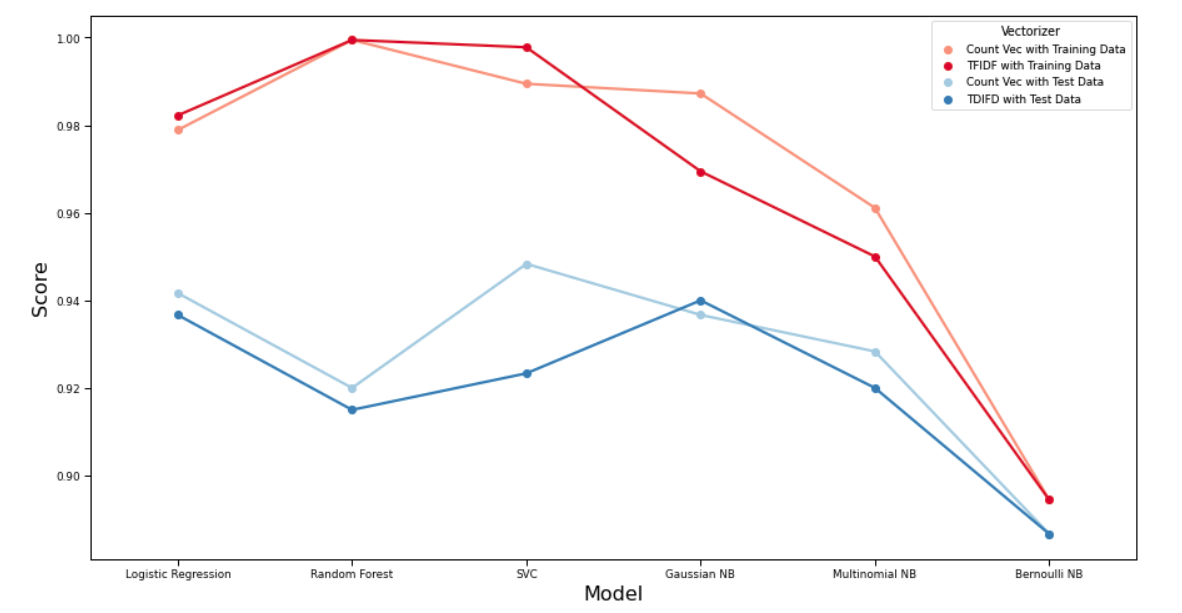 Vectorizer
Count Vec with Training Data
TFIDF with Training Data
Count Vec with Test Data
TDIFD with Test Data
Score
1.00
0.98
0.96
0.94
0.92
0.90
Logistic Regression
Random Forest
SVC
Gaussian NB
Multinomial NB
Bernoulli NB
Model